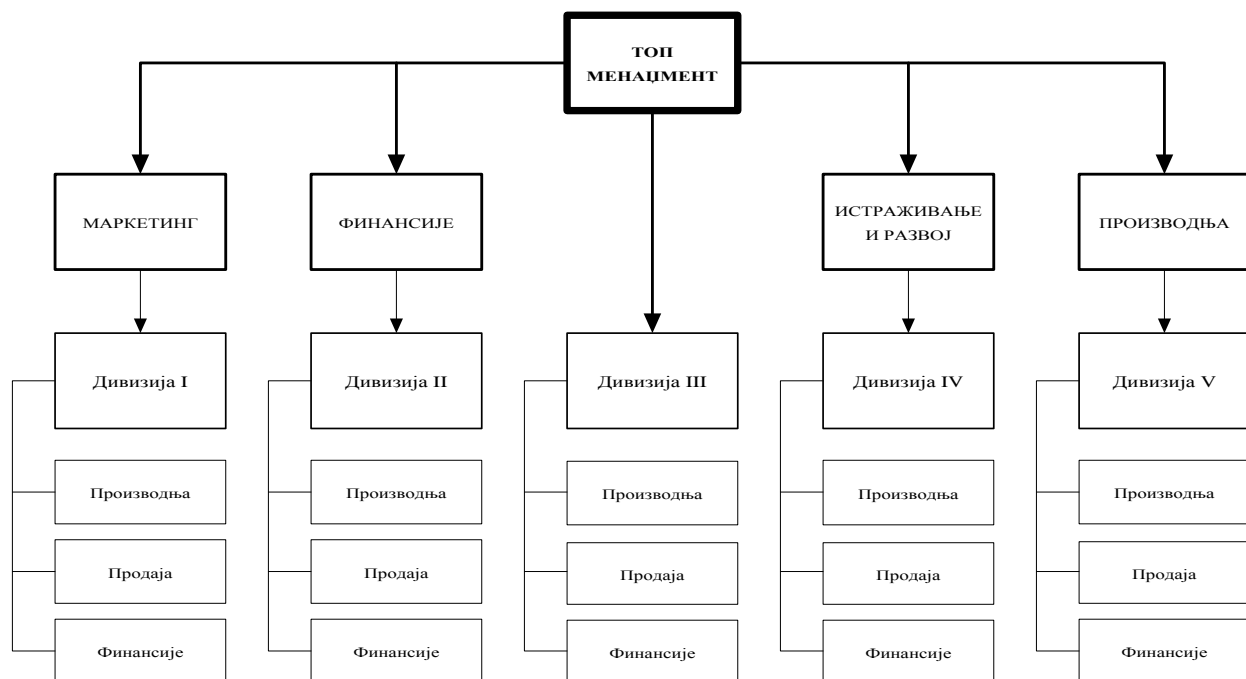 ТОП
МЕНАЏМЕНТ
МАРКЕТИНГ
ФИНАНСИЈЕ
ИСТРАЖИВАЊЕ
И РАЗВОЈ
ПРОИЗВОДЊА
Дивизија I
Дивизија II
Дивизија III
Дивизија IV
Дивизија V
Производња
Производња
Производња
Производња
Производња
Продаја
Продаја
Продаја
Продаја
Продаја
Финансије
Финансије
Финансије
Финансије
Финансије